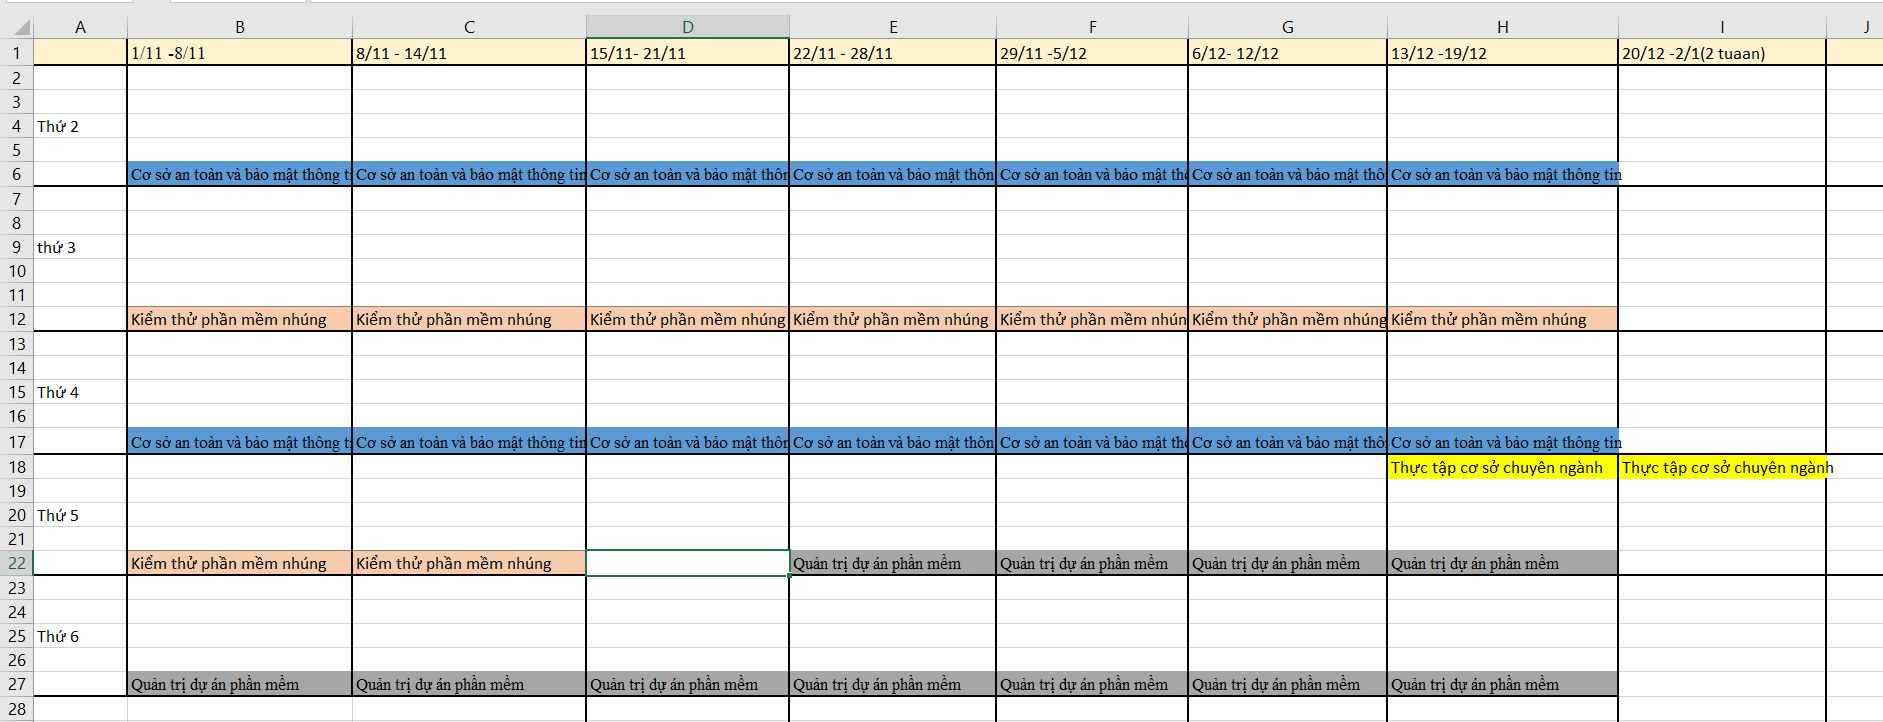 A B C D E F G H I J
1 1/11 -8/11 8/11 - 14/11 15/11- 21/11 22/11 - 28/11 29/11 -5/12 6/12- 12/12 13/12 -19/12 20/12 -2/1(2 tuaan)
2
3
4 Thứ 2
5
6 Cơ sở an toàn và bảo mật thông t Cơ sở an toàn và bảo mật thông tin Cơ sở an toàn và bảo mật thôn Cơ sở an toàn và bảo mật thôn Cơ sở an toàn và bảo mật th Cơ sở an toàn và bảo mật thô Cơ sở an toàn và bảo mật thông tin
7
8
9 thứ 3
10
11
12 Kiểm thử phần mềm nhúng Kiểm thử phần mềm nhúng Kiểm thử phần mềm nhúng Kiểm thử phần mềm nhúng Kiểm thử phần mềm nhún Kiểm thử phần mềm nhúng Kiểm thử phần mềm nhúng
13
14
15 Thứ 4
16
17 Cơ sở an toàn và bảo mật thông t Cơ sở an toàn và bảo mật thông tin Cơ sở an toàn và bảo mật thôn Cơ sở an toàn và bảo mật thôn Cơ sở an toàn và bảo mật th Cơ sở an toàn và bảo mật thô Cơ sở an toàn và bảo mật thông tin
18 Thực tập cơ sở chuyên ngành Thực tập cơ sở chuyên ngành
19
20 Thứ 5
21
22 Kiểm thử phần mềm nhúng Kiểm thử phần mềm nhúng Quản trị dự án phần mềm Quản trị dự án phần mềm Quản trị dự án phần mềm Quản trị dự án phần mềm
23
24
25 Thứ 6
26
27 Quản trị dự án phần mềm Quản trị dự án phần mềm Quản trị dự án phần mềm Quản trị dự án phần mềm Quản trị dự án phần mềm Quản trị dự án phần mềm Quản trị dự án phần mềm
28